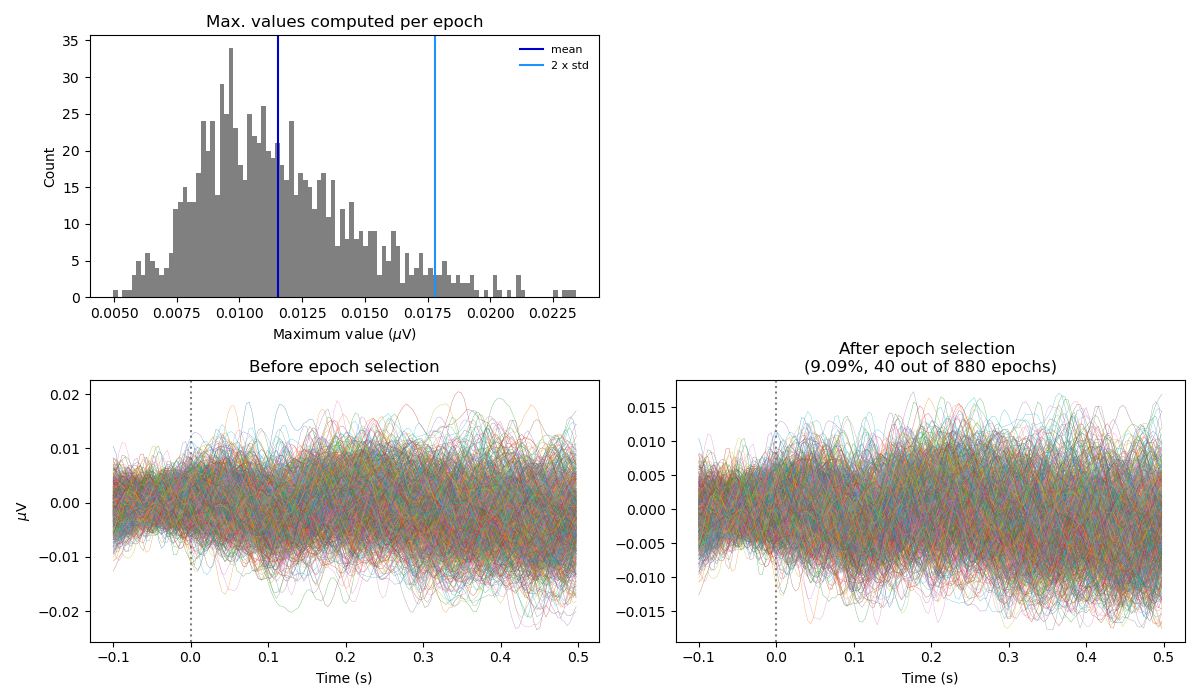 Max. values computed per epoch
35
30
25
20
15
10
5
0
Count
mean
2 x std
0.0050 0.0075 0.0100 0.0125 0.0150 0.0175 0.0200 0.0225
Maximum value (μV)
Before epoch selection
0.02
0.01
0.00
−0.01
−0.02
μV
−0.1 0.0 0.1 0.2 0.3 0.4 0.5
Time (s)
After epoch selection
(9.09%, 40 out of 880 epochs)
0.015
0.010
0.005
0.000
−0.005
−0.010
−0.015
−0.1 0.0 0.1 0.2 0.3 0.4 0.5
Time (s)